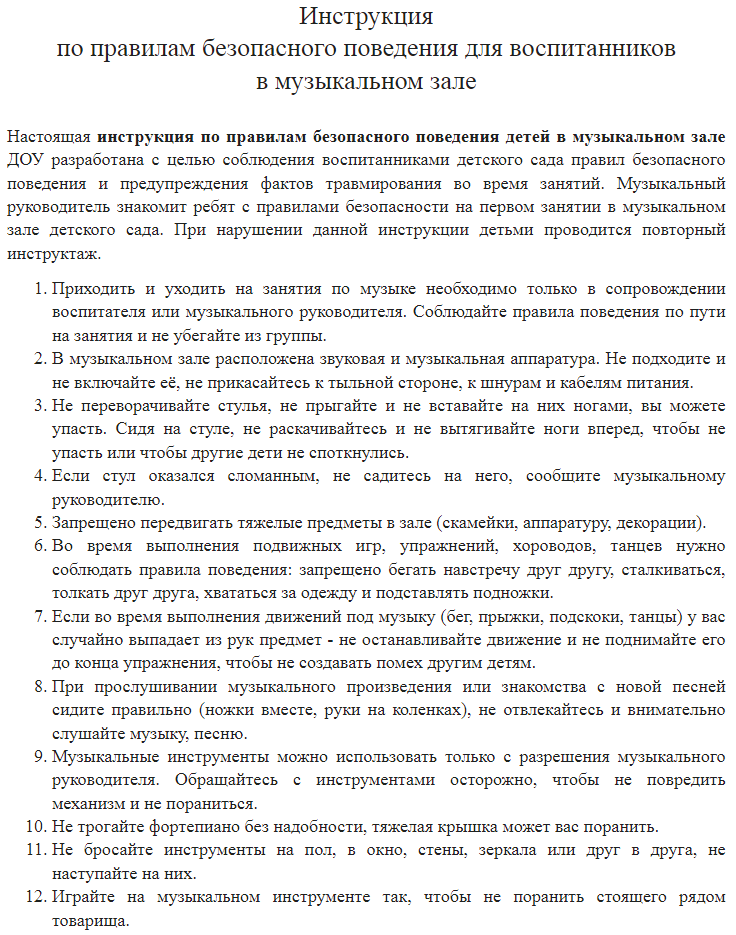 Инструкция
по правилам безопасного поведения для воспитанников
в музыкальном зале
Настоящая инструкция по правилам безопасного поведения детей в музыкальном зале
ДОУ разработана с целью соблюдения воспитанниками детского сада правил безопасного
поведения и предупреждения фактов травмирования во время занятий. Музыкальный
руководитель знакомит ребят с правилами безопасности на первом занятии в музыкальном
зале детского сада. При нарушении данной инструкции детьми проводится повторный
инструктаж.
1. Приходить и уходить на занятия по музыке необходимо только в сопровождении
воспитателя или музыкального руководителя. Соблюдайте правила поведения по пути
на занятия и не убегайте из группы.
2. В музыкальном зале расположена звуковая и музыкальная аппаратура. Не подходите и
не включайте её, не прикасайтесь к тыльной стороне, к шнурам и кабелям питания.
3. Не переворачивайте стулья, не прыгайте и не вставайте на них ногами, вы можете
упасть. Сидя на стуле, не раскачивайтесь и не вытягивайте ноги вперед, чтобы не
упасть или чтобы другие дети не споткнулись.
4. Если стул оказался сломанным, не садитесь на него, сообщите музыкальному
руководителю.
5. Запрещено передвигать тяжелые предметы в зале (скамейки, аппаратуру, декорации).
6. Во время выполнения подвижных игр, упражнений, хороводов, танцев нужно
соблюдать правила поведения: запрещено бегать навстречу друг другу, сталкиваться,
толкать друг друга, хвататься за одежду и подставлять подножки.
7. Если во время выполнения движений под музыку (бег, прыжки, подскоки, танцы) у вас
случайно выпадает из рук предмет - не останавливайте движение и не поднимайте его
до конца упражнения, чтобы не создавать помех другим детям.
8. При прослушивании музыкального произведения или знакомства с новой песней
сидите правильно (ножки вместе, руки на коленках), не отвлекайтесь и внимательно
слушайте музыку, песню.
9. Музыкальные инструменты можно использовать только с разрешения музыкального
руководителя. Обращайтесь с инструментами осторожно, чтобы не повредить
механизм и не пораниться.
10. Не трогайте фортепиано без надобности, тяжелая крышка может вас поранить.
11. Не бросайте инструменты на пол, в окно, стены, зеркала или друг в друга, не
наступайте на них.
12. Играйте на музыкальном инструменте так, чтобы не поранить стоящего рядом
товарища.